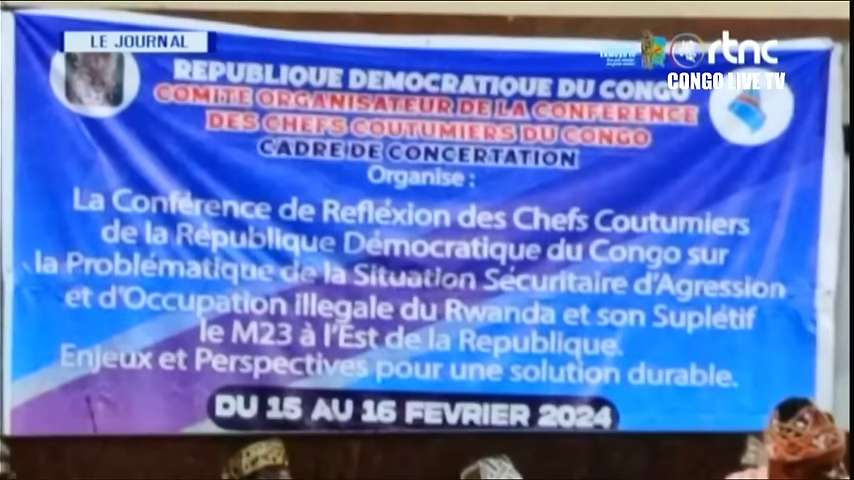 LE JOURNAL
rtnc
CONGO LIVE TV
REPUBLIQUE DEMOCRATIQUE DU CONGO
COMITE ORGANISATEUR DE LA CONFERENCE
DES CHEFS COUTUMIERS DU CONGO
CADRE DE CONCERTATION
Organise :
La Conférence de Refléxion des Chefs Coutumiers
de la République Démocratique du Congo sur
la Problématique de la Situation Sécuritaire d'Agression
et d'Occupation illegale du Rwanda et son Suplétif
le M23 à l'Est de la Republique.
Enjeux et Perspectives pour une solution durable.
DU 15 AU 16 FEVRIER 2024